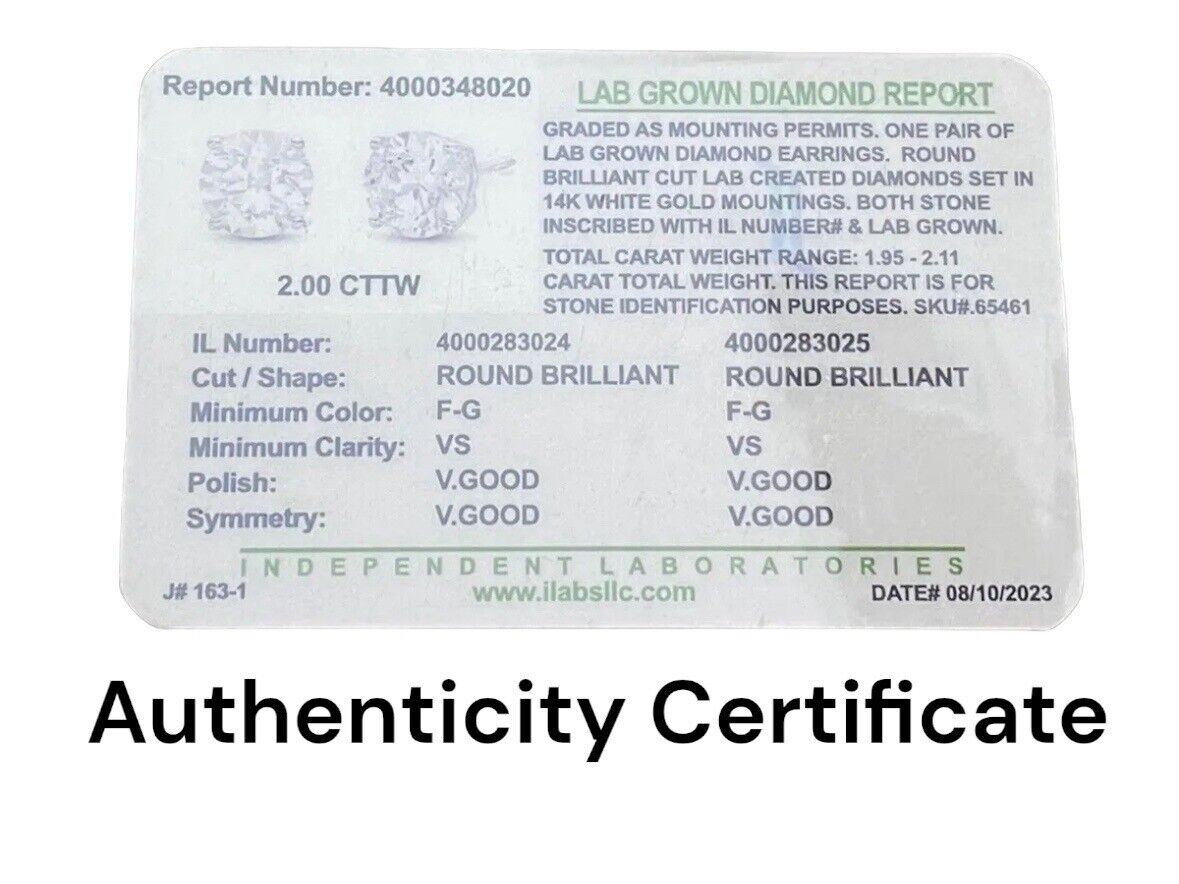 Report Number: 4000348020
LAB GROWN DIAMOND REPORT
GRADED AS MOUNTING PERMITS. ONE PAIR OF
LAB GROWN DIAMOND EARRINGS. ROUND
BRILLIANT CUT LAB CREATED DIAMONDS SET IN
14K WHITE GOLD MOUNTINGS. BOTH STONE
INSCRIBED WITH IL NUMBER# & LAB GROWN.
TOTAL CARAT WEIGHT RANGE: 1.95 - 2.11
CARAT TOTAL WEIGHT. THIS REPORT IS FOR
STONE IDENTIFICATION PURPOSES. SKU#.65461
2.00 CTTW
IL Number: 4000283024 4000283025
Cut / Shape: ROUND BRILLIANT ROUND BRILLIANT
Minimum Color: F-G F-G
Minimum Clarity: VS VS
Polish: V.GOOD V.GOOD
Symmetry: V.GOOD V.GOOD
INDEPENDENT LABORATORIES
J# 163-1 www.ilabsllc.com DATE# 08/10/2023
Authenticity Certificate